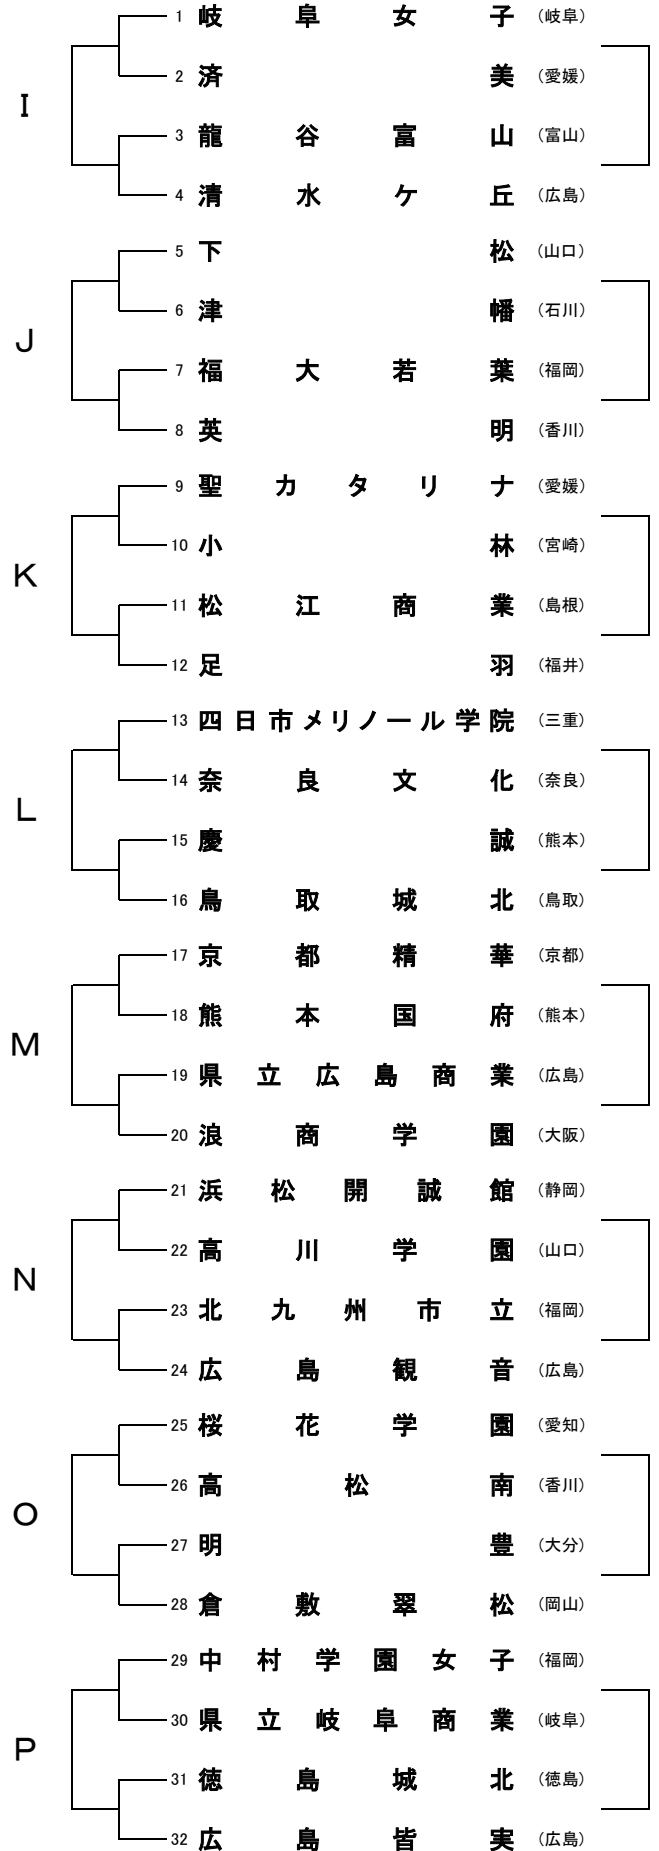 1 岐阜女子 (岐阜)
2 済美 (愛媛)
I
3 龍谷富山 (富山)
4 清水ケ丘 (広島)
5 下松 (山口)
6 津幡 (石川)
J
7 福大若葉 (福岡)
8 英明 (香川)
9 聖カタリナ (愛媛)
10 小林 (宮崎)
K
11 松江商業 (島根)
12 足羽 (福井)
13 四日市メリノール学院 (三重)
14 奈良文化 (奈良)
L
15 慶誠 (熊本)
16 鳥取城北 (鳥取)
17 京都精華 (京都)
18 熊本国府 (熊本)
M
19 県立広島商業 (広島)
20 浪商学園 (大阪)
21 浜松開誠館 (静岡)
22 高川学園 (山口)
N
23 北九州市立 (福岡)
24 広島観音 (広島)
25 桜花学園 (愛知)
26 高松南 (香川)
O
27 明豊 (大分)
28 倉敷翠松 (岡山)
29 中村学園女子 (福岡)
30 県立岐阜商業 (岐阜)
P
31 徳島城北 (徳島)
32 広島皆実 (広島)